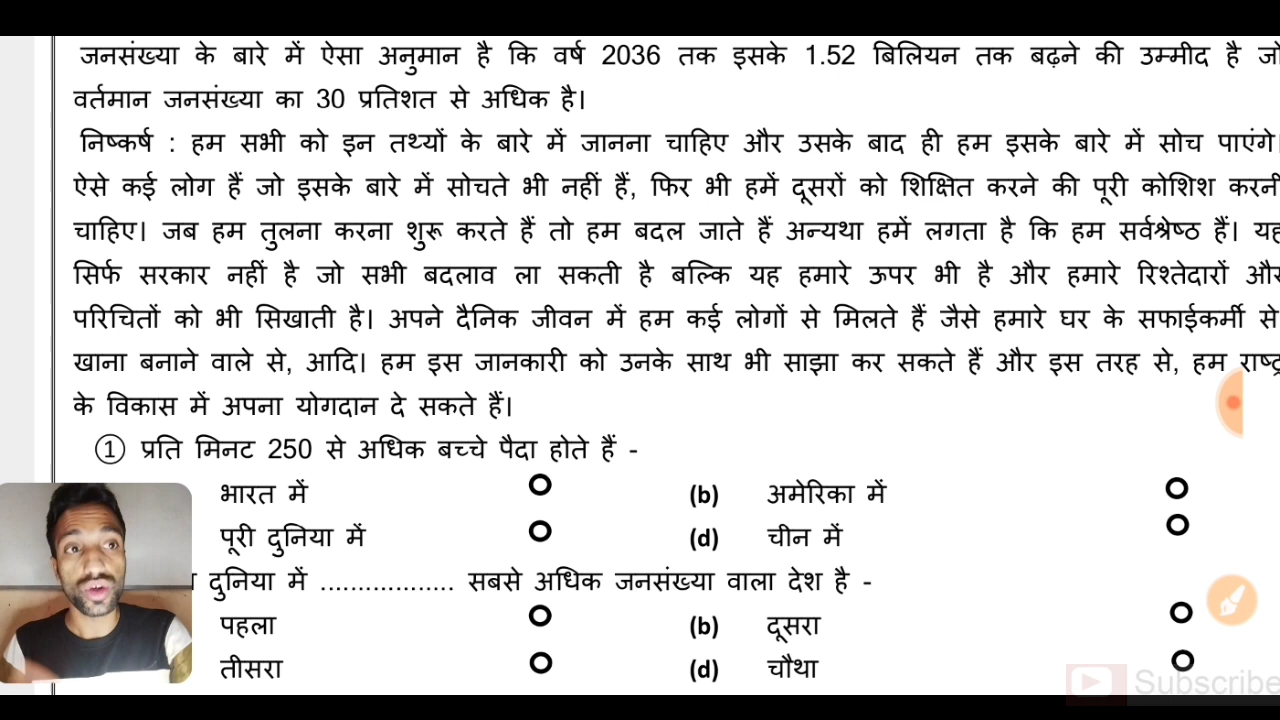 जनसंख्या के बारे में ऐसा अनुमान है कि वर्ष 2036 तक इसके 1.52 बिलियन तक बढ़ने की उम्मीद है जो
वर्तमान जनसंख्या का 30 प्रतिशत से अधिक है।
निष्कर्ष : हम सभी को इन तथ्यों के बारे में जानना चाहिए और उसके बाद ही हम इसके बारे में सोच पाएंगे।
ऐसे कई लोग हैं जो इसके बारे में सोचते भी नहीं हैं, फिर भी हमें दूसरों को शिक्षित करने की पूरी कोशिश करनी
चाहिए। जब हम तुलना करना शुरू करते हैं तो हम बदल जाते हैं अन्यथा हमें लगता है कि हम सर्वश्रेष्ठ हैं। यह
सिर्फ सरकार नहीं है जो सभी बदलाव ला सकती है बल्कि यह हमारे ऊपर भी है और हमारे रिश्तेदारों और
परिचितों को भी सिखाती है। अपने दैनिक जीवन में हम कई लोगों से मिलते हैं जैसे हमारे घर के सफाईकर्मी से
खाना बनाने वाले से, आदि। हम इस जानकारी को उनके साथ भी साझा कर सकते हैं और इस तरह से, हम राष्ट्र
के विकास में अपना योगदान दे सकते हैं।
① प्रति मिनट 250 से अधिक बच्चे पैदा होते हैं -
भारत में (b) अमेरिका में
पूरी दुनिया में (d) चीन में
दुनिया में .................. सबसे अधिक जनसंख्या वाला देश है -
पहला (b) दूसरा
तीसरा (d) चौथा
Subscribe